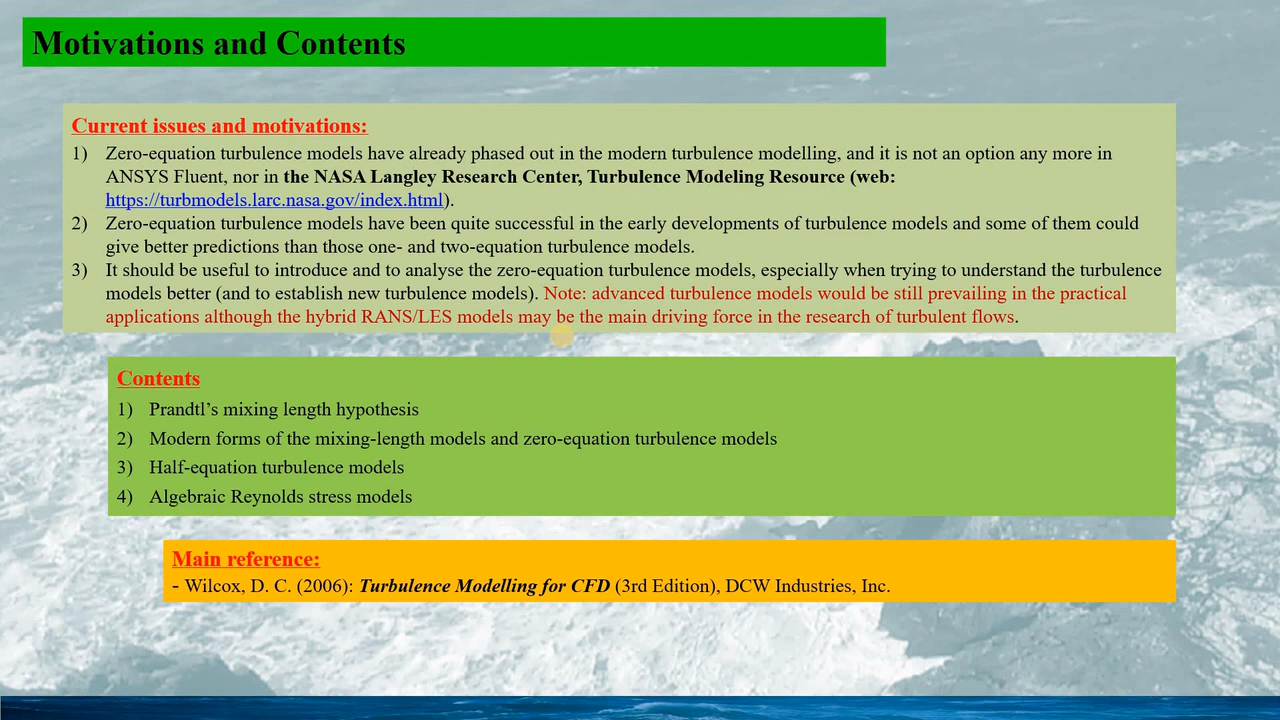 Motivations and Contents
Current issues and motivations:
1) Zero-equation turbulence models have already phased out in the modern turbulence modelling, and it is not an option any more in
ANSYS Fluent, nor in the NASA Langley Research Center, Turbulence Modeling Resource (web:
https://turbmodels.larc.nasa.gov/index.html).
2) Zero-equation turbulence models have been quite successful in the early developments of turbulence models and some of them could
give better predictions than those one- and two-equation turbulence models.
3) It should be useful to introduce and to analyse the zero-equation turbulence models, especially when trying to understand the turbulence
models better (and to establish new turbulence models). Note: advanced turbulence models would be still prevailing in the practical
applications although the hybrid RANS/LES models may be the main driving force in the research of turbulent flows.
Contents
1) Prandtl’s mixing length hypothesis
2) Modern forms of the mixing-length models and zero-equation turbulence models
3) Half-equation turbulence models
4) Algebraic Reynolds stress models
Main reference:
- Wilcox, D. C. (2006): Turbulence Modelling for CFD (3rd Edition), DCW Industries, Inc.